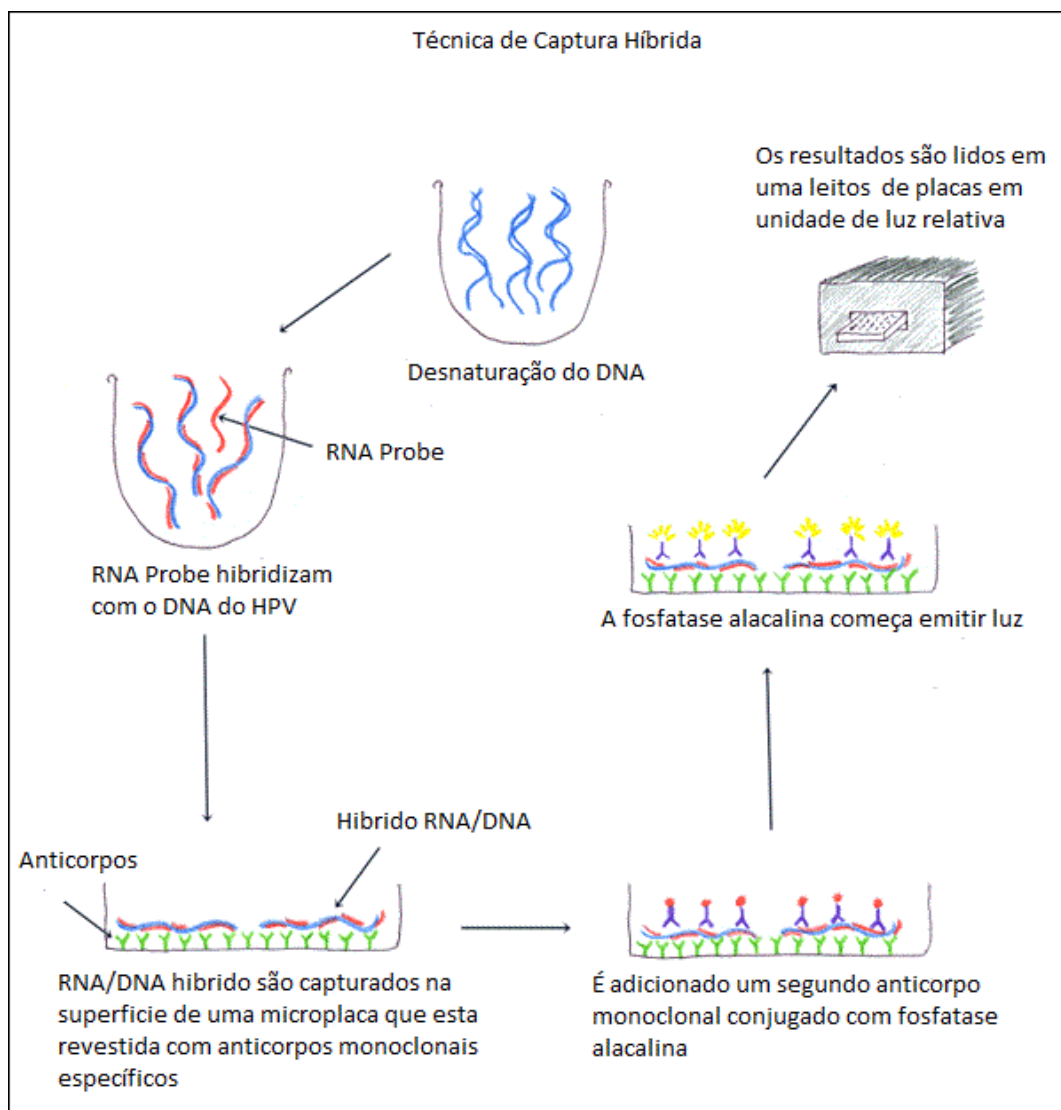 Técnica de Captura Híbrida
Desnaturação do DNA
RNA Probe
RNA Probe hibridizam
com o DNA do HPV
Anticorpos
Hibrido RNA/DNA
RNA/DNA hibrido são capturados na
superficie de uma microplaca que esta
revestida com anticorpos monoclonais
específicos
É adicionado um segundo anticorpo
monoclonal conjugado com fosfatase
alacalina
A fosfatase alacalina começa emitir luz
Os resultados são lidos em
uma leitos de placas em
unidade de luz relativa